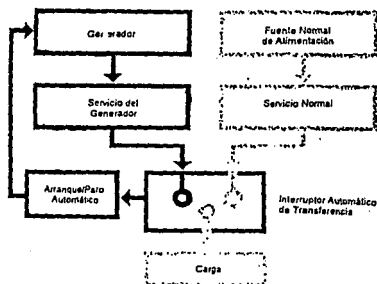 Generador
Fuente Normal
de Alimentación
Servicio del
Generador
Servicio Normal
Arranque/Paro
Automático
Interruptor Automático
de Transferencia
Carga